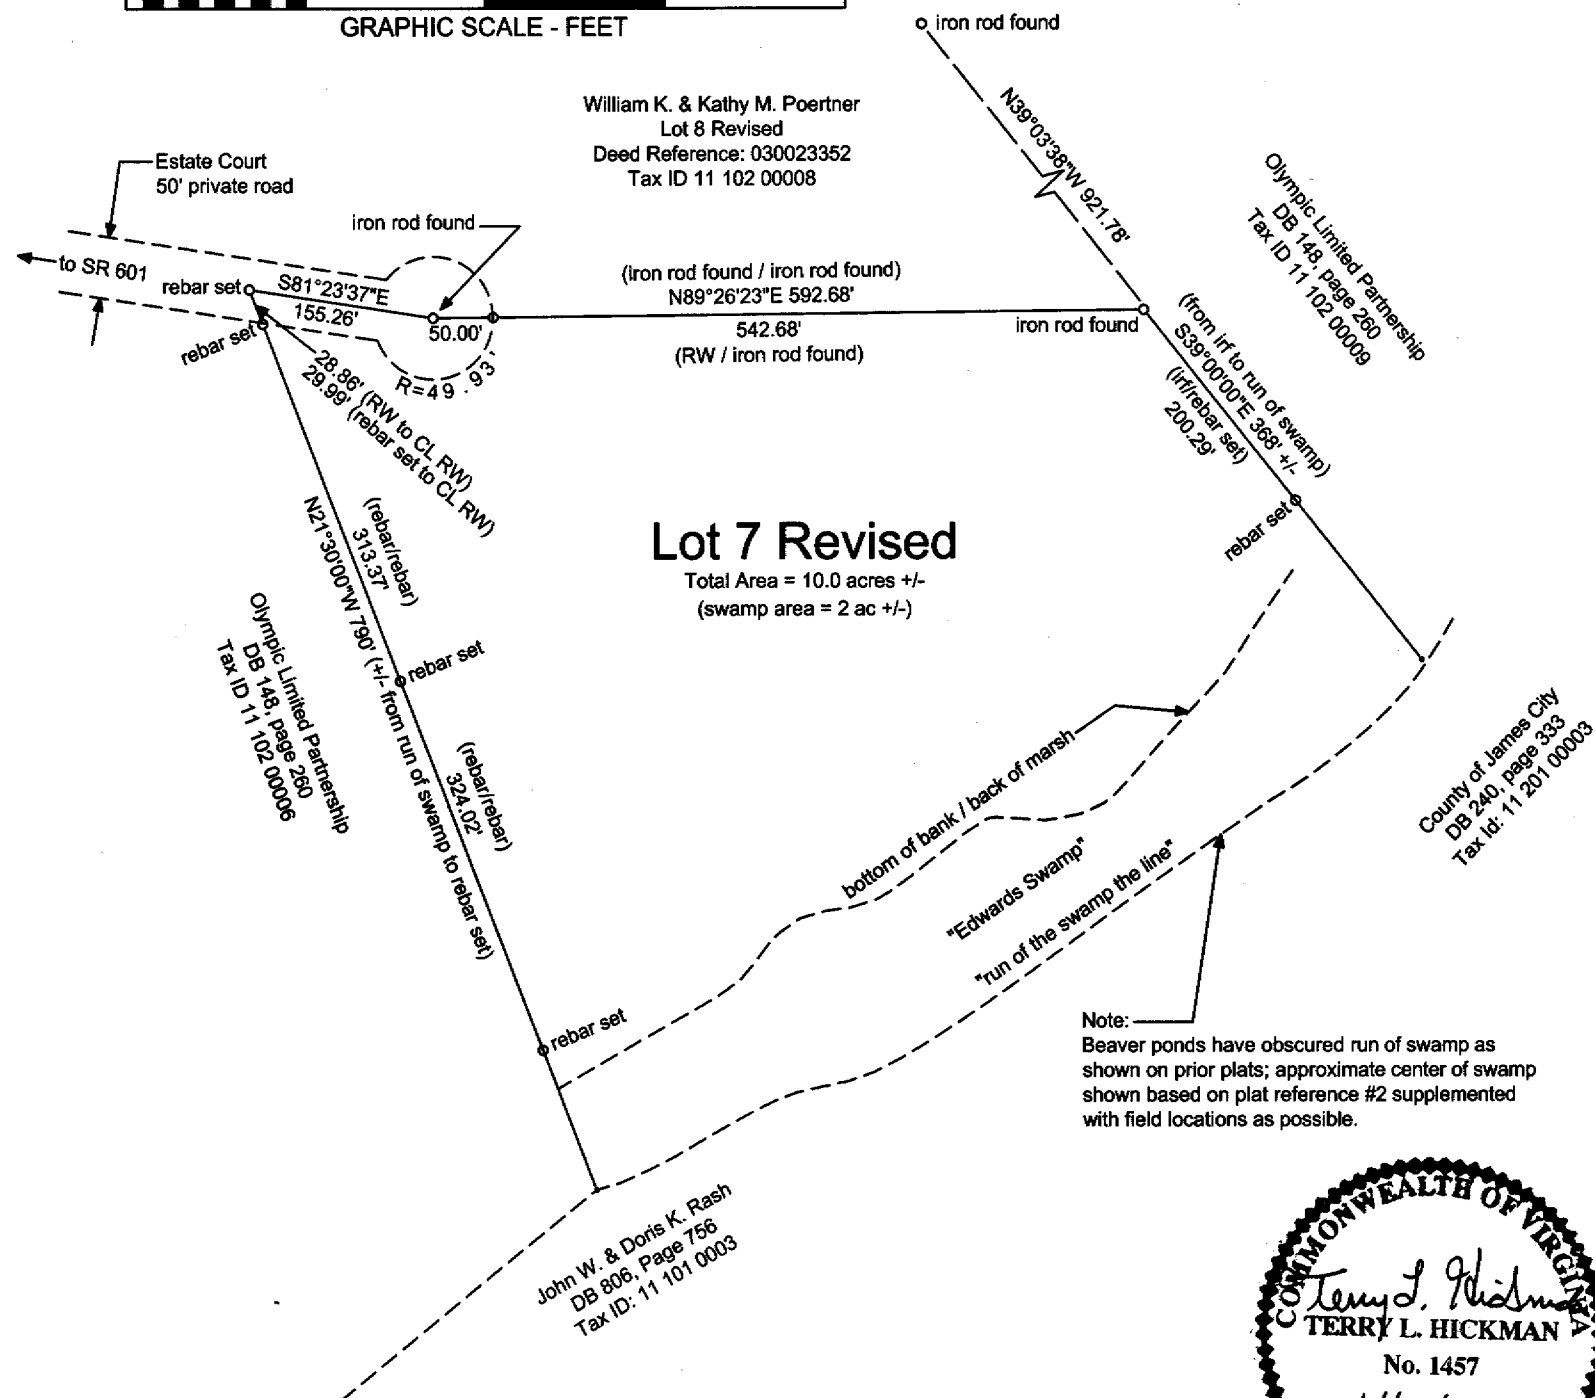 GRAPHIC SCALE - FEET
iron rod found
William K. & Kathy M. Poertner
Lot 8 Revised
Deed Reference: 030023352
Tax ID 11 102 00008
N39°03'38"W 921.78'
Estate Court
50' private road
iron rod found
Olympic Limited Partnership
DB 148, page 260
Tax ID 11 102 00009
to SR 601
rebar set
S81°23'37"E
155.26'
50.00'
(iron rod found / iron rod found)
N89°26'23"E 592.68'
542.68'
(RW / iron rod found)
iron rod found
rebar set
R=49.93'
28.86' (RW to CL RW)
29.99' (rebar set to CL RW)
(from irf to run of swamp)
S39°00'00"E 368' +/-
(irf/rebar set)
200.29'
rebar set
Lot 7 Revised
Total Area = 10.0 acres +/-
(swamp area = 2 ac +/-)
(rebar/rebar)
313.37'
N21°30'00"W 790' (+/- from run of swamp to rebar set)
rebar set
Olympic Limited Partnership
DB 148, page 260
Tax ID 11 102 00006
(rebar/rebar)
324.02'
bottom of bank / back of marsh
"Edwards Swamp"
"run of the swamp the line"
County of James City
DB 240, page 333
Tax Id: 11 201 00003
rebar set
Note:
Beaver ponds have obscured run of swamp as
shown on prior plats; approximate center of swamp
shown based on plat reference #2 supplemented
with field locations as possible.
John W. & Doris K. Rash
DB 806, Page 756
Tax ID: 11 101 0003
COMMONWEALTH OF VIRGINIA
Terry L. Hickman
TERRY L. HICKMAN
No. 1457